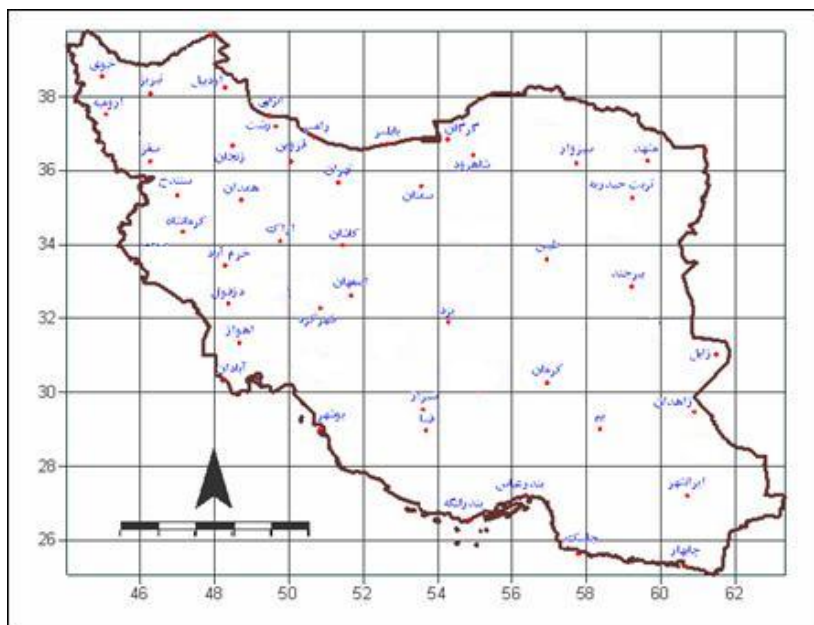 خوی
تبریز
اردبیل
38
ارومیه
انزلی
رشت
رامسر
بابلسر
گرگان
سقز
زنجان
قزوین
شاهرود
سبزوار
مشهد
36
تهران
سنندج
همدان
سمنان
تربت حیدریه
کرمانشاه
اراک
کاشان
34
خرم آباد
طبس
بیرجند
دزفول
اصفهان
شهرکرد
32
یزد
اهواز
زابل
آبادان
کرمان
30
شیراز
زاهدان
بوشهر
فسا
بم
28
بندرعباس
ایرانشهر
بندرلنگه
26
جاسک
چابهار
46 48 50 52 54 56 58 60 62